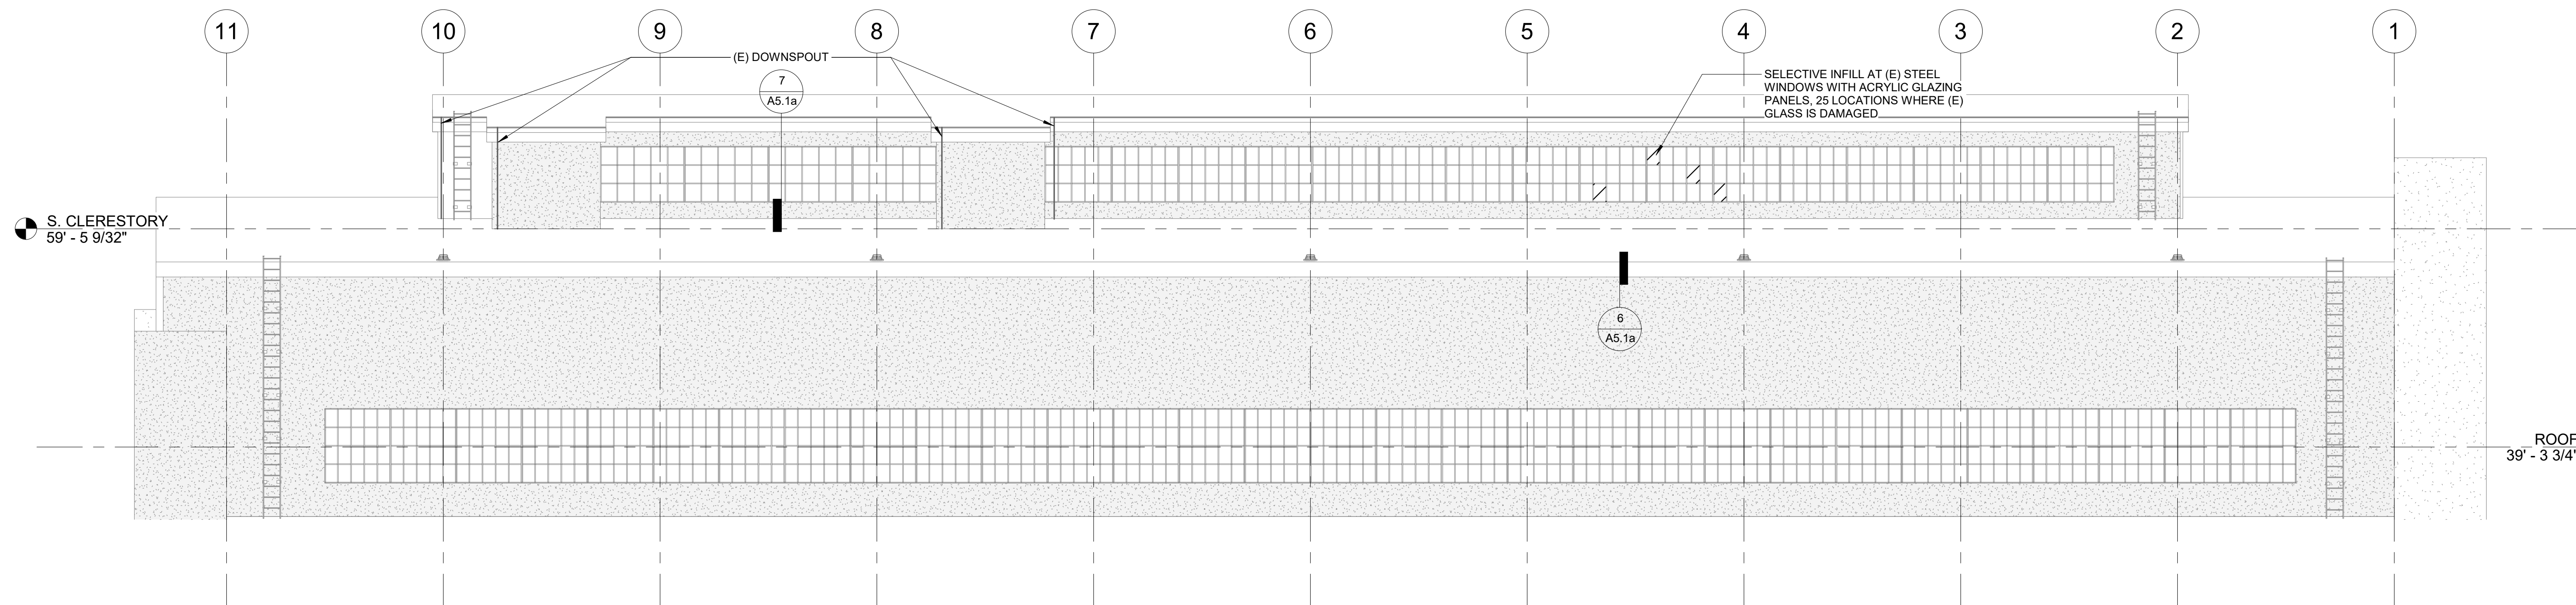 11 10 9 8 7 6 5 4 3 2 1
(E) DOWNSPOUT
7
A5.1a
SELECTIVE INFILL AT (E) STEEL
WINDOWS WITH ACRYLIC GLAZING
PANELS, 25 LOCATIONS WHERE (E)
GLASS IS DAMAGED
S. CLERESTORY
59' - 5 9/32"
6
A5.1a
ROOF
39' - 3 3/4"